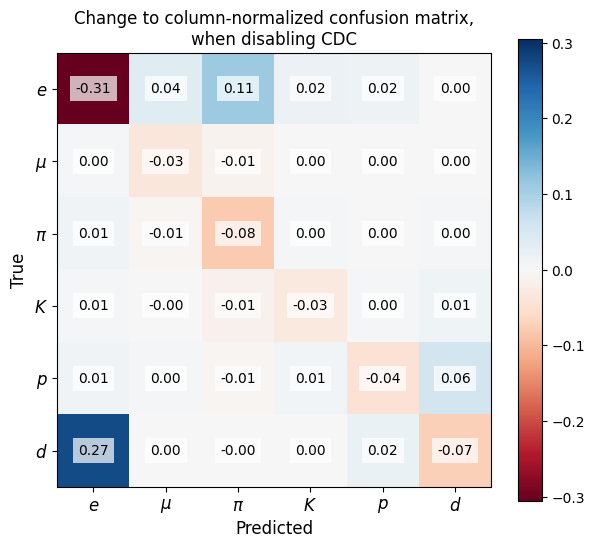 Change to column-normalized confusion matrix,
when disabling CDC
e -0.31 0.04 0.11 0.02 0.02 0.00
μ 0.00 -0.03 -0.01 0.00 0.00 0.00
π 0.01 -0.01 -0.08 0.00 0.00 0.00
K 0.01 -0.00 -0.01 -0.03 0.00 0.01
p 0.01 0.00 -0.01 0.01 -0.04 0.06
d 0.27 0.00 -0.00 0.00 0.02 -0.07
e μ π K p d
Predicted
True
0.3
0.2
0.1
0.0
−0.1
−0.2
−0.3